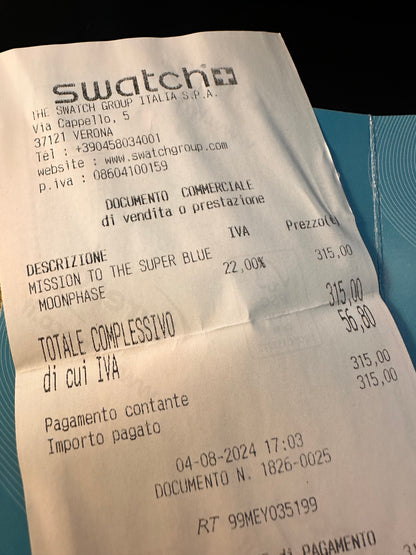 swatch
THE SWATCH GROUP ITALIA S.P.A.
Via Cappello, 5
37121 VERONA
Tel : +390458034001
website : www.swatchgroup.com
p.iva : 08604100159
DOCUMENTO COMMERCIALE
di vendita o prestazione
DESCRIZIONE IVA Prezzo(€)
MISSION TO THE SUPER BLUE 22,00% 315,00
MOONPHASE
TOTALE COMPLESSIVO 315,00
di cui IVA 56,80
Pagamento contante 315,00
Importo pagato 315,00
04-08-2024 17:03
DOCUMENTO N. 1826-0025
RT 99MEY035199
di PAGAMENTO